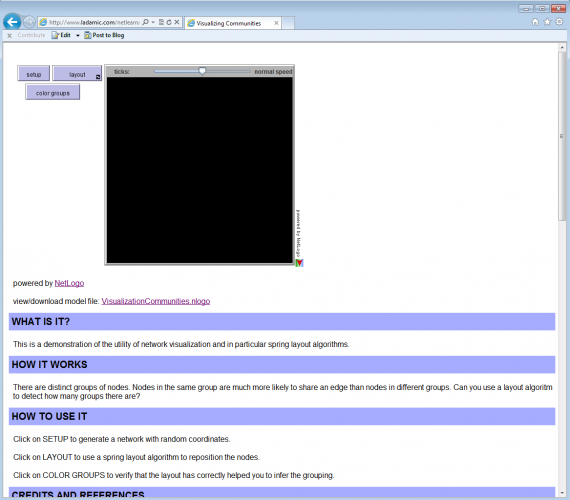 http://www.ladamic.com/netlearn
Visualizing Communities
Contribute Edit Post to Blog
setup layout
color groups
ticks: normal speed
powered by NetLogo
powered by NetLogo
view/download model file: VisualizationCommunities.nlogo
WHAT IS IT?
This is a demonstration of the utility of network visualization and in particular spring layout algorithms.
HOW IT WORKS
There are distinct groups of nodes. Nodes in the same group are much more likely to share an edge than nodes in different groups. Can you use a layout algoritm
to detect how many groups there are?
HOW TO USE IT
Click on SETUP to generate a network with random coordinates.
Click on LAYOUT to use a spring layout algorithm to reposition the nodes.
Click on COLOR GROUPS to verify that the layout has correctly helped you to infer the grouping.
CREDITS AND REFERENCES